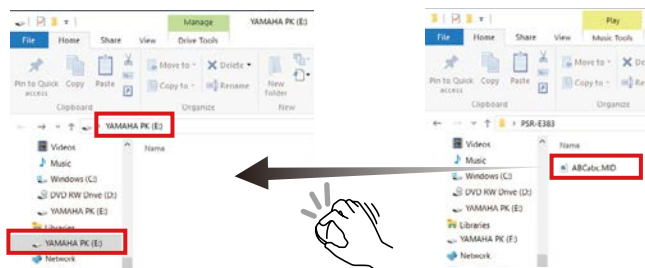 Manage YAMAHA PK (E:)
File Home Share View Drive Tools
Pin to Quick access Copy Paste
Move to Delete
Copy to Rename
New folder
Clipboard Organize New
YAMAHA PK (E:)
Videos
Music
Windows (C:)
DVD RW Drive (D:)
YAMAHA PK (E:)
Libraries
YAMAHA PK (E:)
Network
Name
Play
File Home Share View Music Tools
Pin to Quick access Copy Paste
Move to De
Copy to Rename
Clipboard Organize
PSR-E383
Videos
Music
Windows (C:)
DVD RW Drive (D:)
YAMAHA PK (E:)
Libraries
YAMAHA PK (E:)
Network
Name
ABCabc.MID